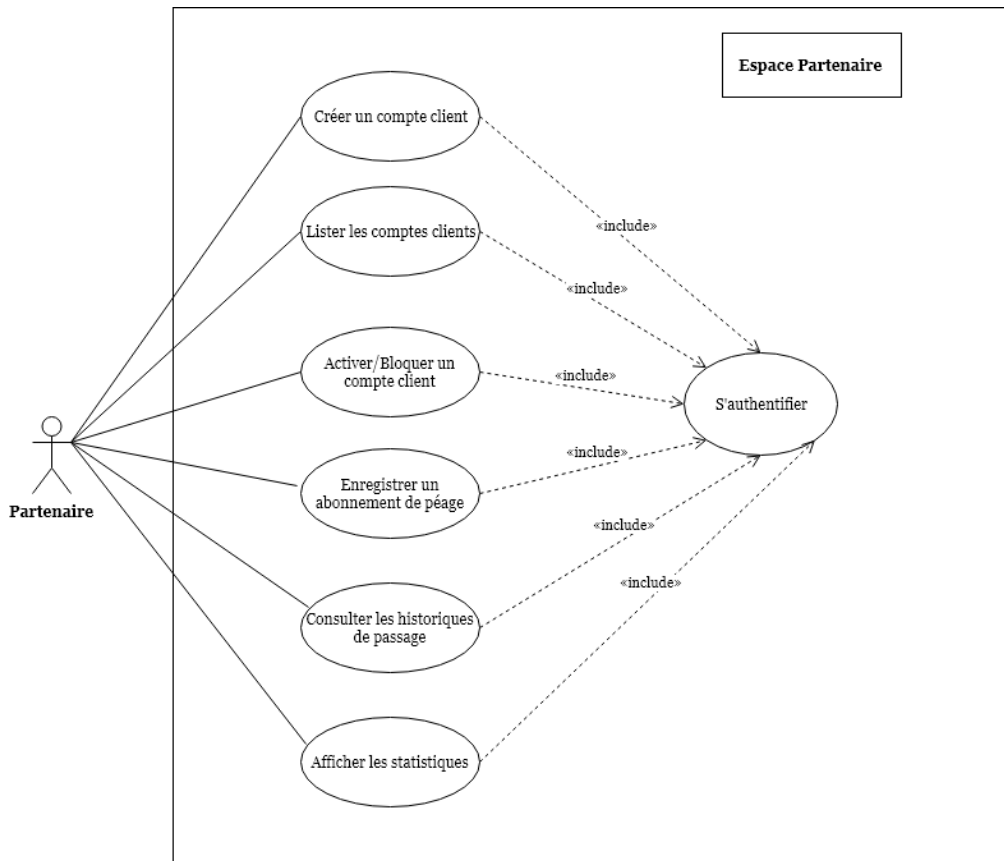 Espace Partenaire
Créer un compte client
«include»
Lister les comptes clients
«include»
Activer/Bloquer un
compte client
«include»
S'authentifier
Partenaire
Enregistrer un
abonnement de péage
«include»
«include»
Consulter les historiques
de passage
«include»
Afficher les statistiques